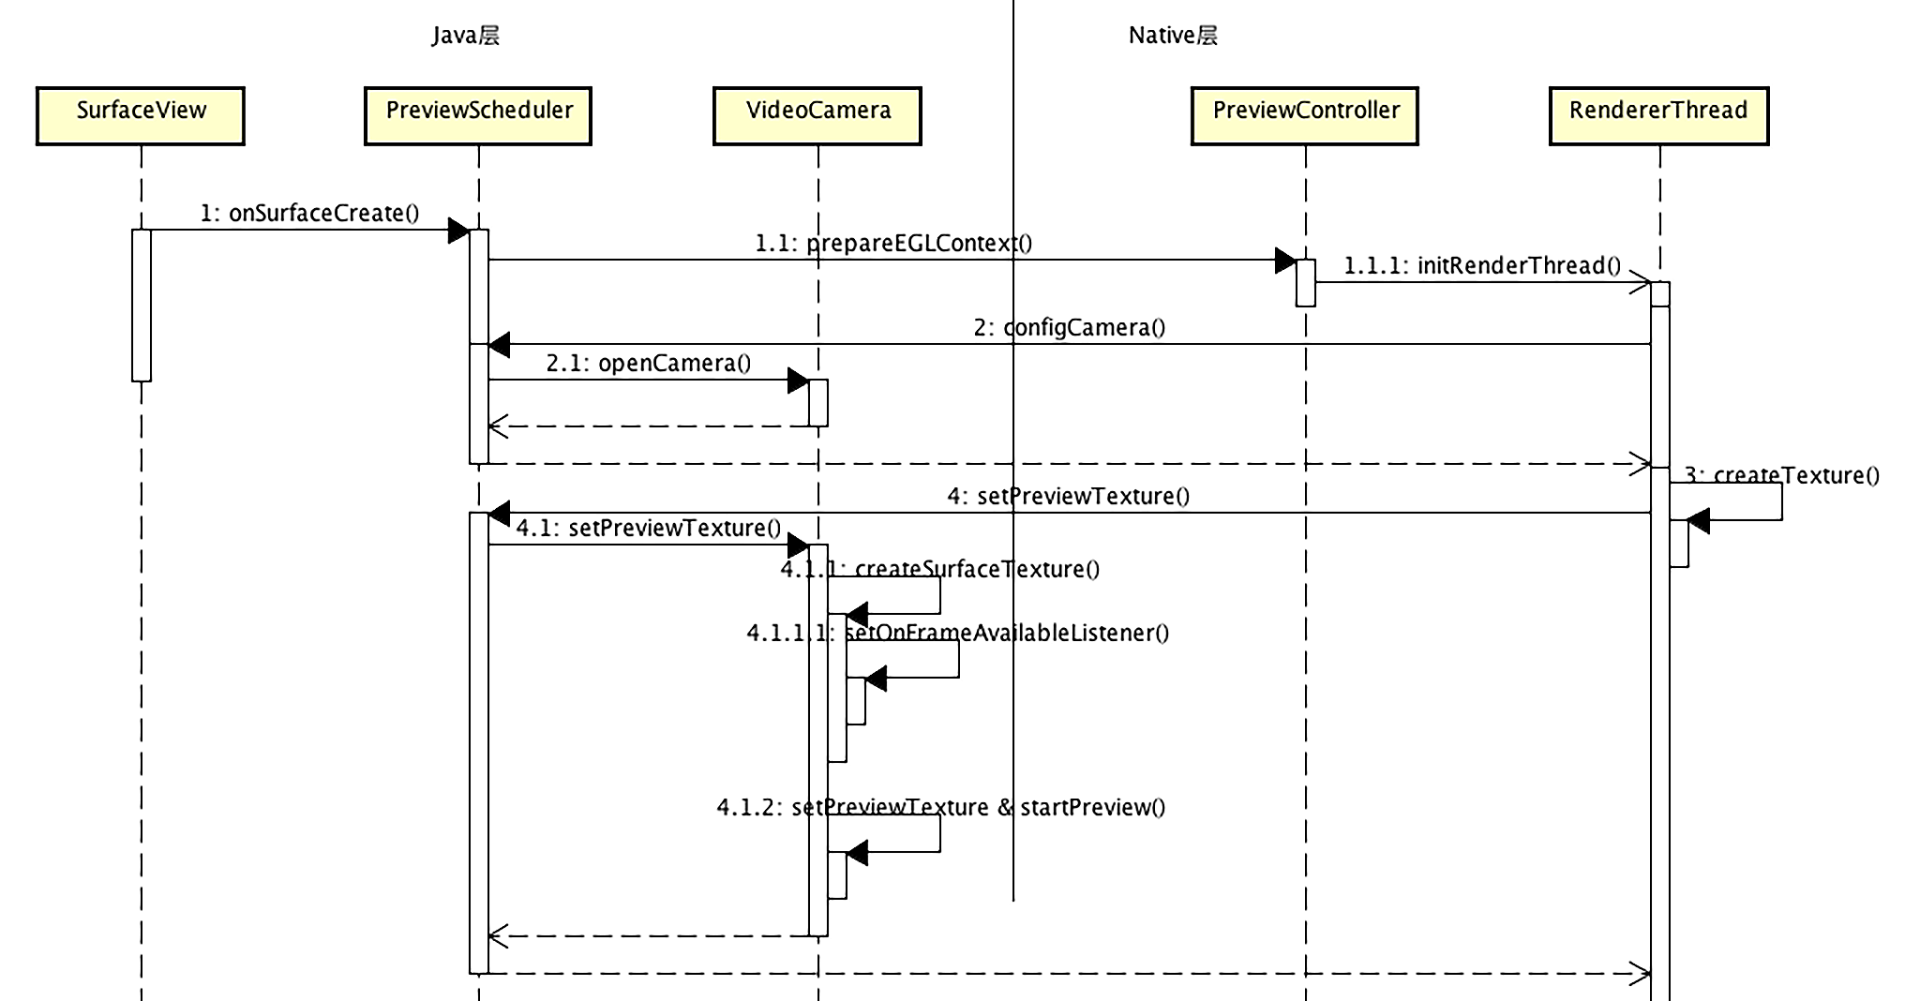 Java层
Native层
SurfaceView
PreviewScheduler
VideoCamera
PreviewController
RendererThread
1: onSurfaceCreate()
1.1: prepareEGLContext()
1.1.1: initRenderThread()
2: configCamera()
2.1: openCamera()
3: createTexture()
4: setPreviewTexture()
4.1: setPreviewTexture()
4.1.1: createSurfaceTexture()
4.1.1.1: setOnFrameAvailableListener()
4.1.2: setPreviewTexture & startPreview()